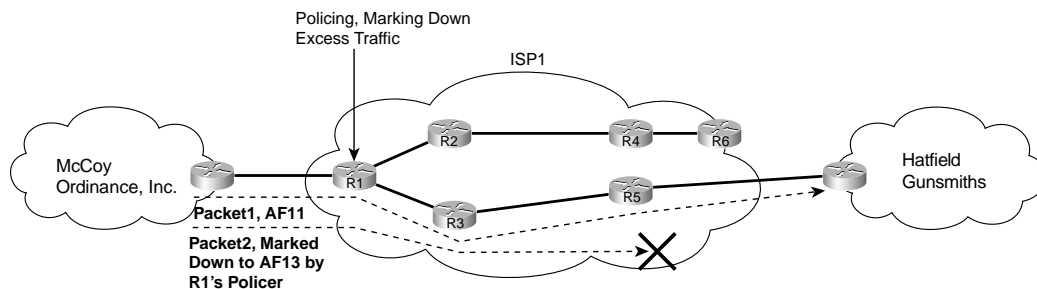 Policing, Marking Down
Excess Traffic
ISP1
McCoy
Ordinance, Inc.
R1
R2
R3
R4
R5
R6
Hatfield
Gunsmiths
Packet1, AF11
Packet2, Marked
Down to AF13 by
R1's Policer